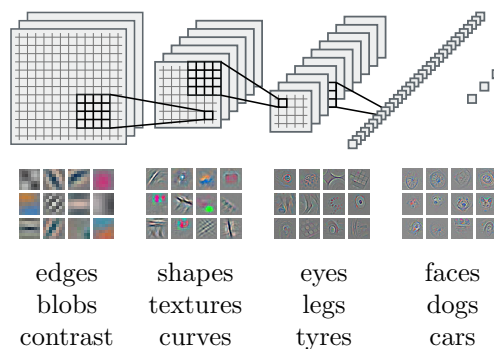 edges shapes eyes faces
blobs textures legs dogs
contrast curves tyres cars